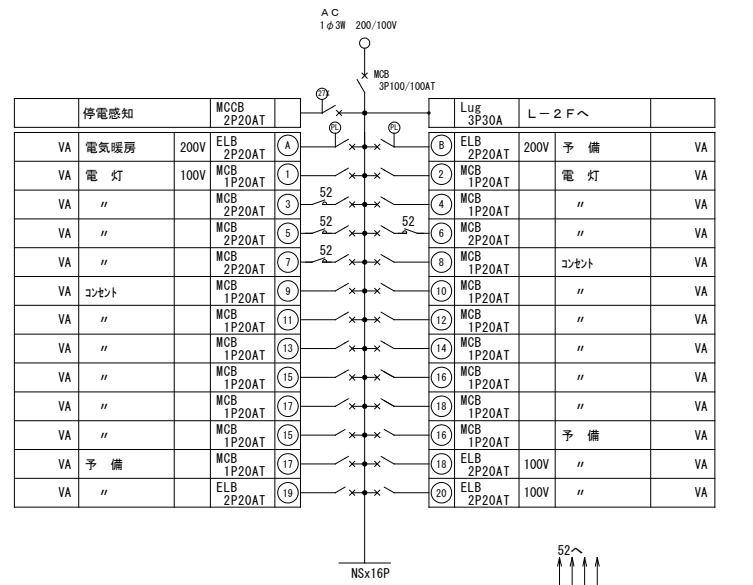 AC
1φ3W 200/100V
MCB
3P100/100AT
27X
停電感知 MCCB 2P20AT Lug 3P30A L-2Fへ
PL PL
VA 電気暖房 200V ELB 2P20AT A B ELB 2P20AT 200V 予備 VA
VA 電灯 100V MCB 1P20AT 1 2 MCB 1P20AT 電灯 VA
VA 〃 MCB 2P20AT 3 52 4 MCB 1P20AT 〃 VA
VA 〃 MCB 2P20AT 5 52 52 6 MCB 2P20AT 〃 VA
VA 〃 MCB 2P20AT 7 52 8 MCB 1P20AT コンセント VA
VA コンセント MCB 1P20AT 9 10 MCB 1P20AT 〃 VA
VA 〃 MCB 1P20AT 11 12 MCB 1P20AT 〃 VA
VA 〃 MCB 1P20AT 13 14 MCB 1P20AT 〃 VA
VA 〃 MCB 1P20AT 15 16 MCB 1P20AT 〃 VA
VA 〃 MCB 1P20AT 17 18 MCB 1P20AT 〃 VA
VA 〃 MCB 1P20AT 15 16 MCB 1P20AT 予備 VA
VA 予備 MCB 1P20AT 17 18 ELB 2P20AT 100V 〃 VA
VA 〃 ELB 2P20AT 19 20 ELB 2P20AT 100V 〃 VA
52へ
NSx16P